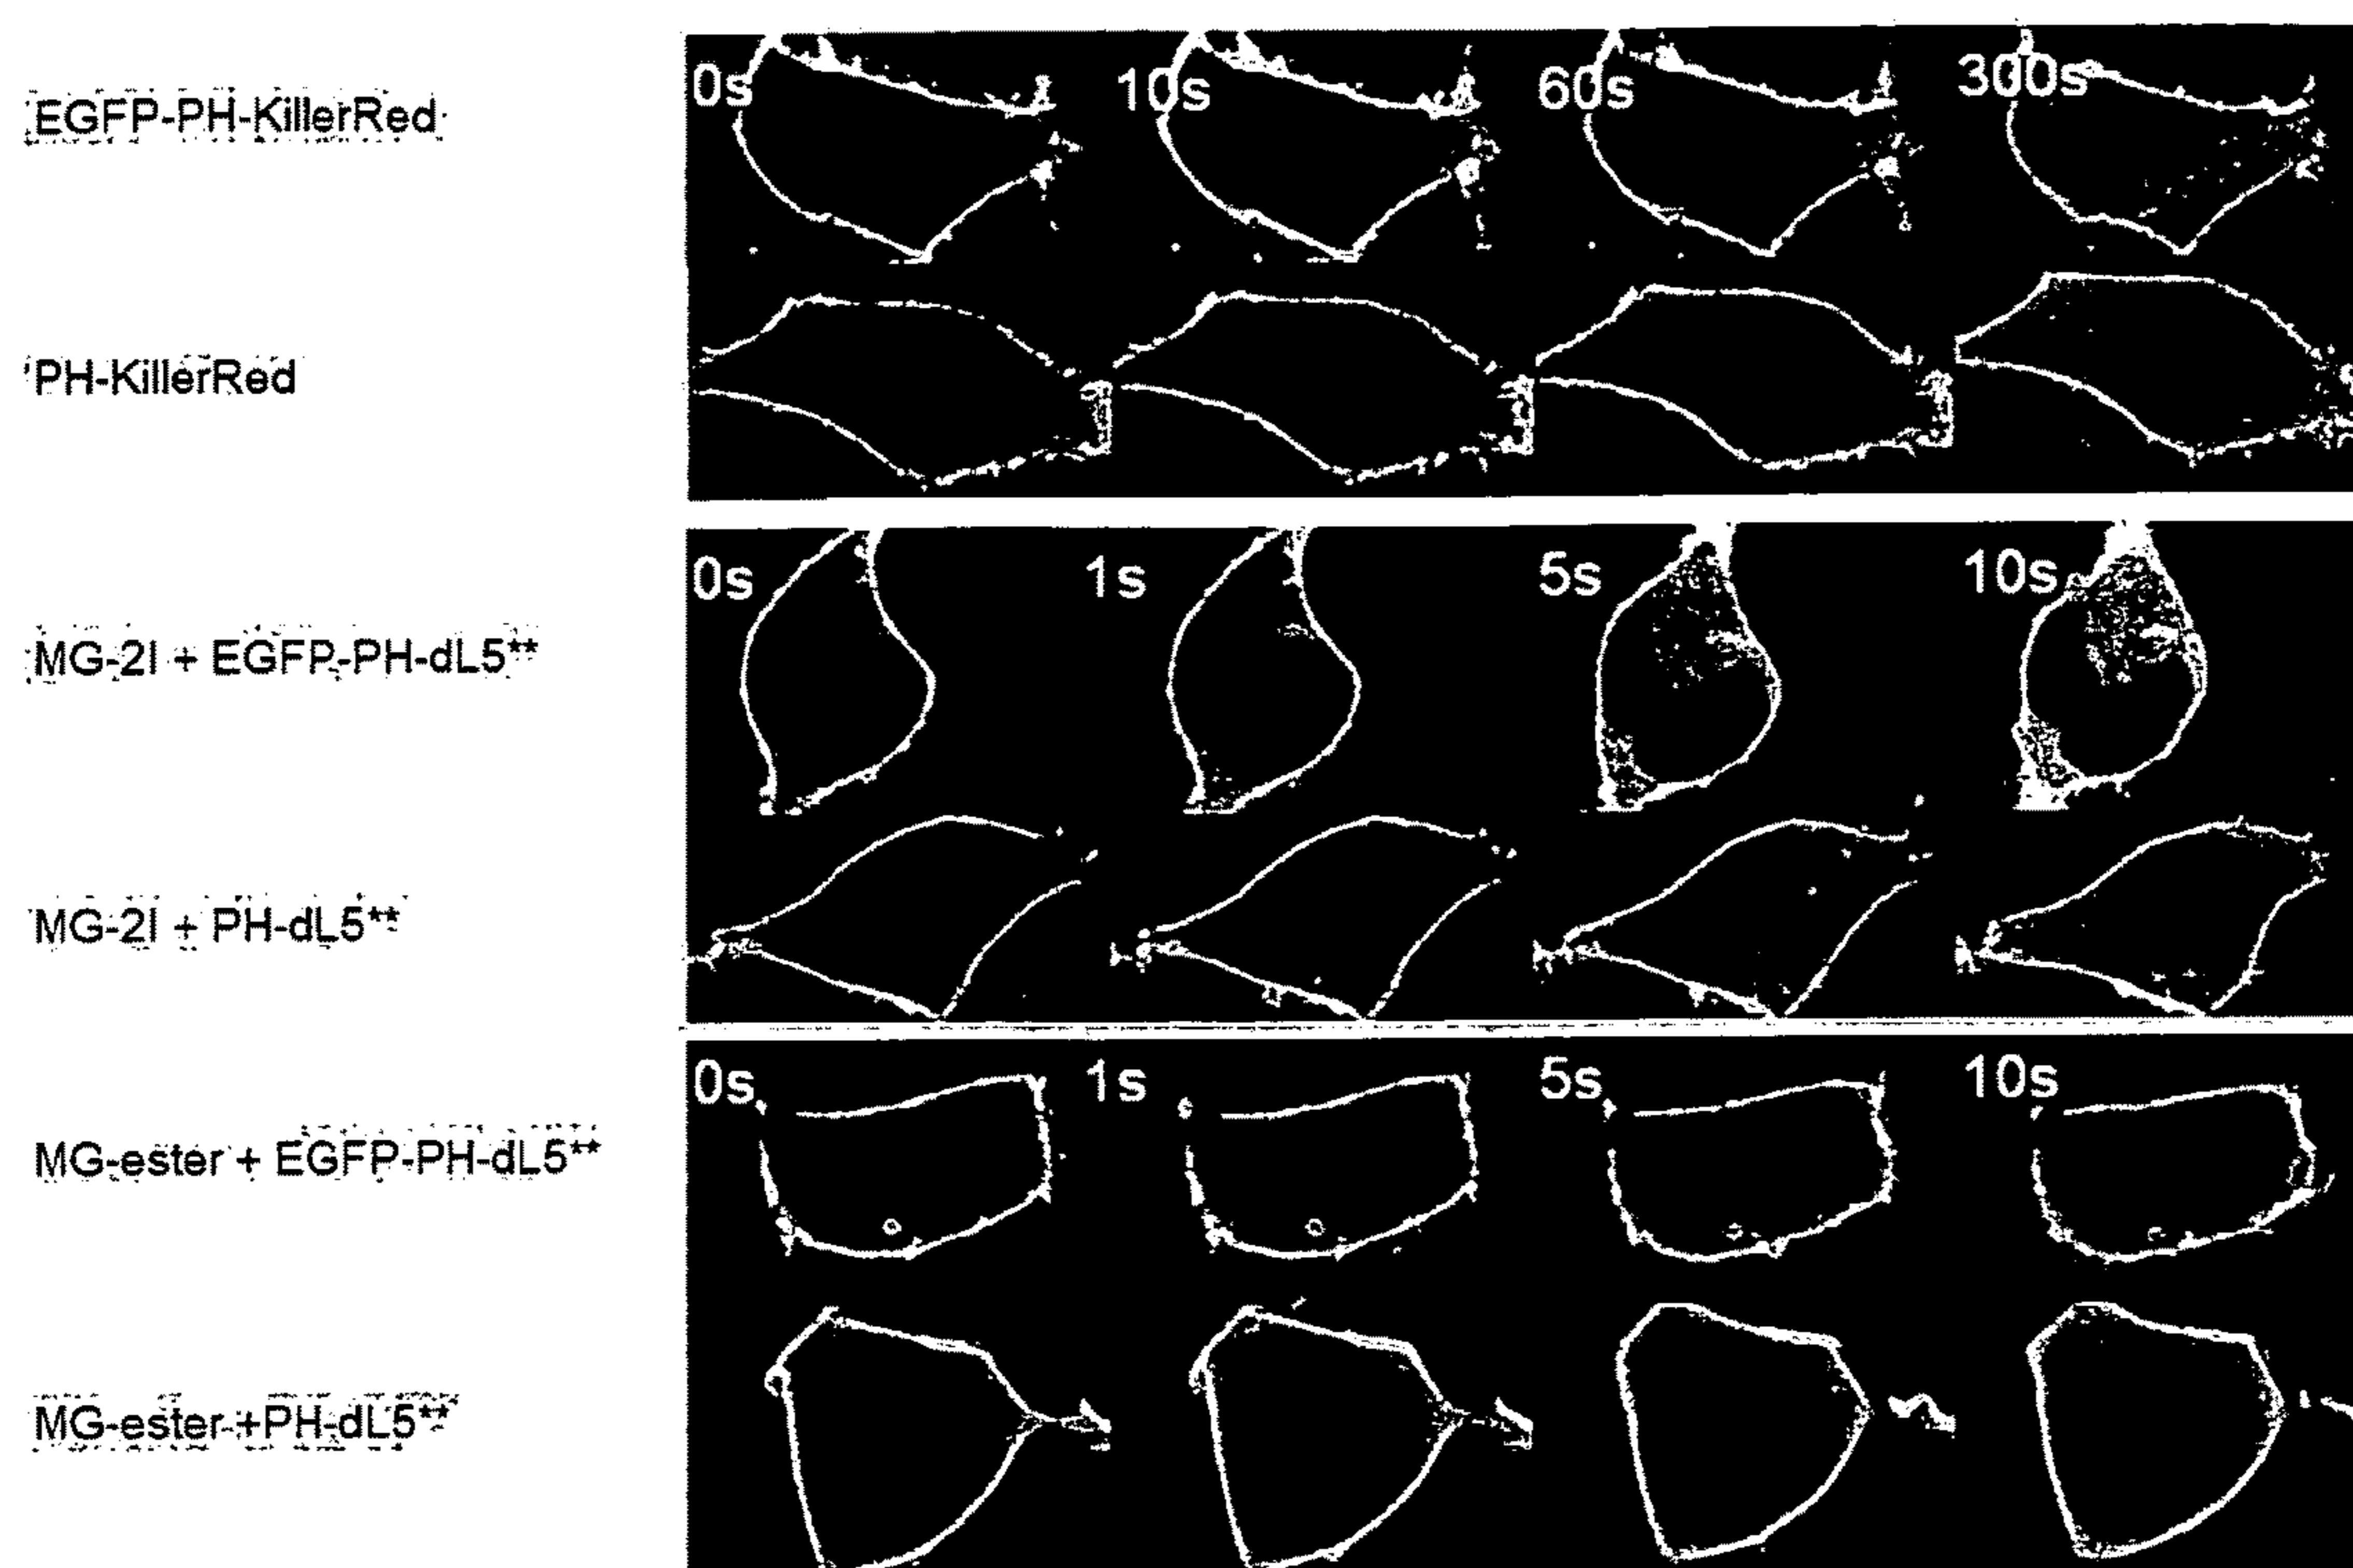 0s 10s 60s 300s
EGFP-PH-KillerRed
PH-KillerRed
0s 1s 5s 10s
MG-2I + EGFP-PH-dL5**
MG-2I + PH-dL5**
0s 1s 5s 10s
MG-ester + EGFP-PH-dL5**
MG-ester +PH-dL5**